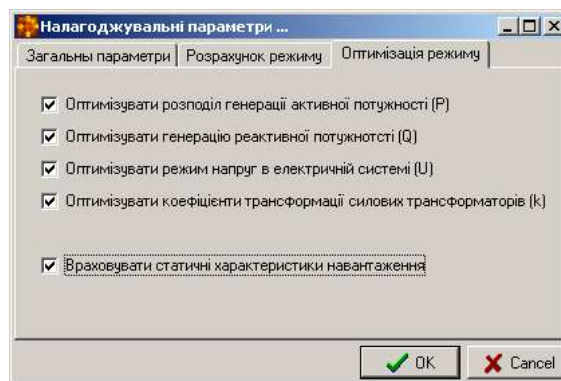 Налагоджувальні параметри ...
Загальны параметри Розрахунок режиму Оптимізація режиму
Оптимізувати розподіл генерації активної потужності (P)
Оптимізувати генерацію реактивної потужнотсті (Q)
Оптимізувати режим напруг в електричній системі (U)
Оптимізувати коефіцієнти трансформації силових трансформаторів (k)
Враховувати статичні характеристики навантаження
OK Cancel